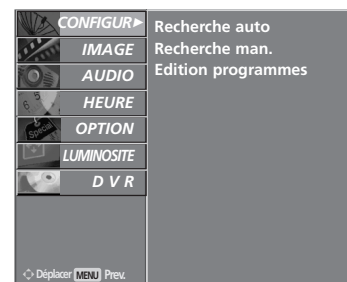 CONFIGUR►
IMAGE
AUDIO
HEURE
OPTION
LUMINOSITE
D V R
Déplacer MENU Prev.
Recherche auto
Recherche man.
Edition programmes